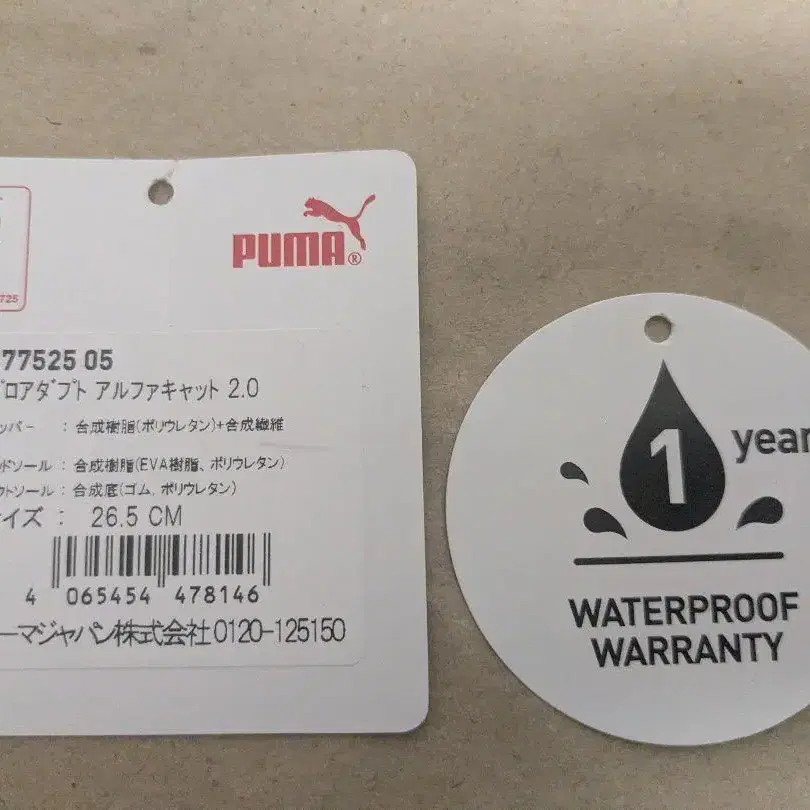 PUMA®
725
77525 05
プロアダプト アルファキャット 2.0
ッパー : 合成樹脂(ポリウレタン)+合成繊維
ドソール : 合成樹脂(EVA樹脂、ポリウレタン)
トソール : 合成底(ゴム、ポリウレタン)
イズ : 26.5 CM
4 065454 478146
ーマジャパン株式会社 0120-125150
1 year
WATERPROOF
WARRANTY